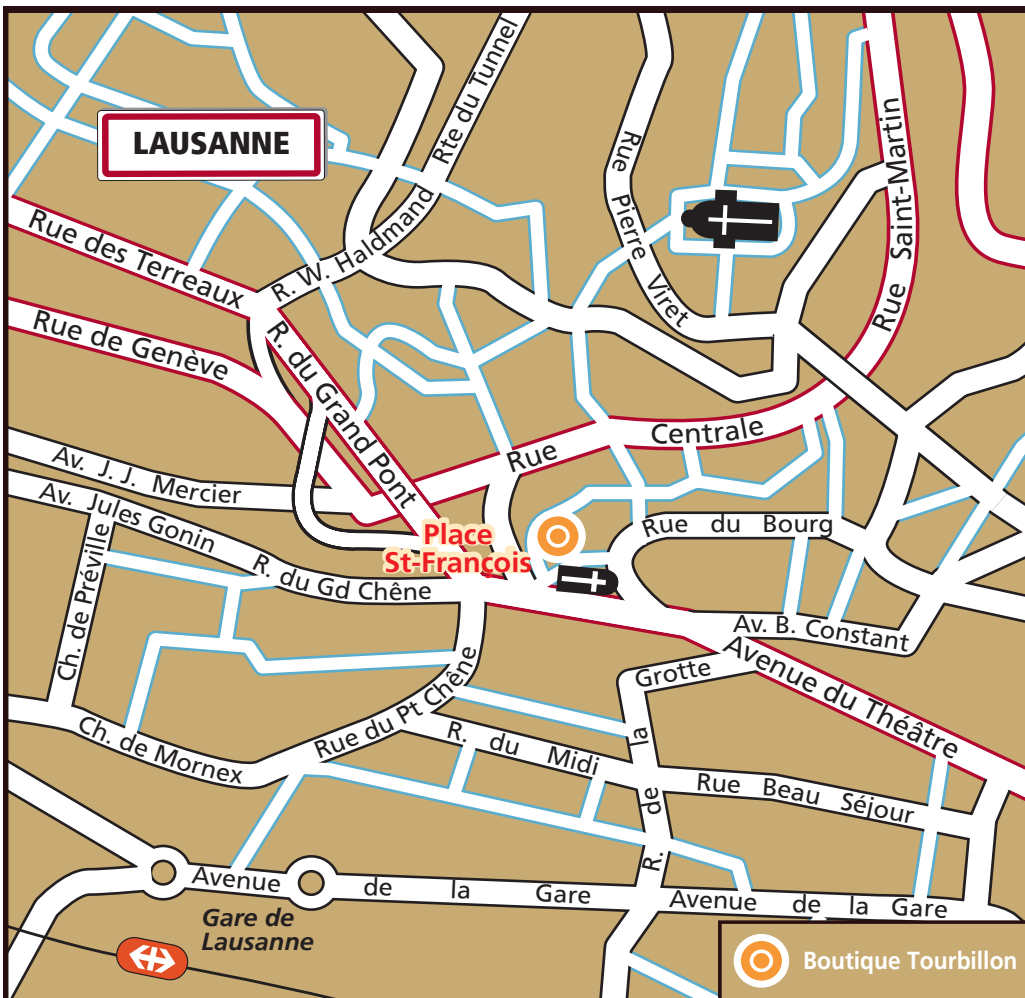 LAUSANNE
Rte du Tunnel
Rue Pierre Viret
Rue Saint-Martin
Rue des Terreaux
R. W. Haldmand
Rue de Genève
R. du Grand Pont
Rue Centrale
Av. J. J. Mercier
Av. Jules Gonin
Place
St-François
Rue du Bourg
R. du Gd Chêne
Ch. de Préville
Av. B. Constant
Avenue du Théâtre
R. de la Grotte
Rue du Pt Chêne
Ch. de Mornex
R. du Midi
Rue Beau Séjour
Avenue de la Gare
Avenue de la Gare
Gare de
Lausanne
Boutique Tourbillon